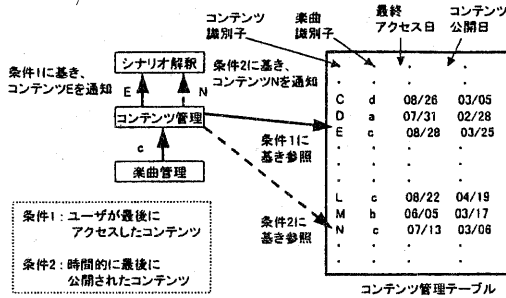 コンテンツ
識別子
楽曲
識別子
最終
アクセス日
コンテンツ
公開日
条件1に基き、
コンテンツEを通知
シナリオ解釈
条件2に基き、
コンテンツNを通知
E
N
コンテンツ管理
c
楽曲管理
条件1に
基き参照
条件2に
基き参照
C d 08/26 03/05
D a 07/31 02/28
E c 08/28 03/25
L c 08/22 04/19
M b 06/05 03/17
N c 07/13 03/06
条件1：ユーザが最後に
アクセスしたコンテンツ
条件2：時間的に最後に
公開されたコンテンツ
コンテンツ管理テーブル